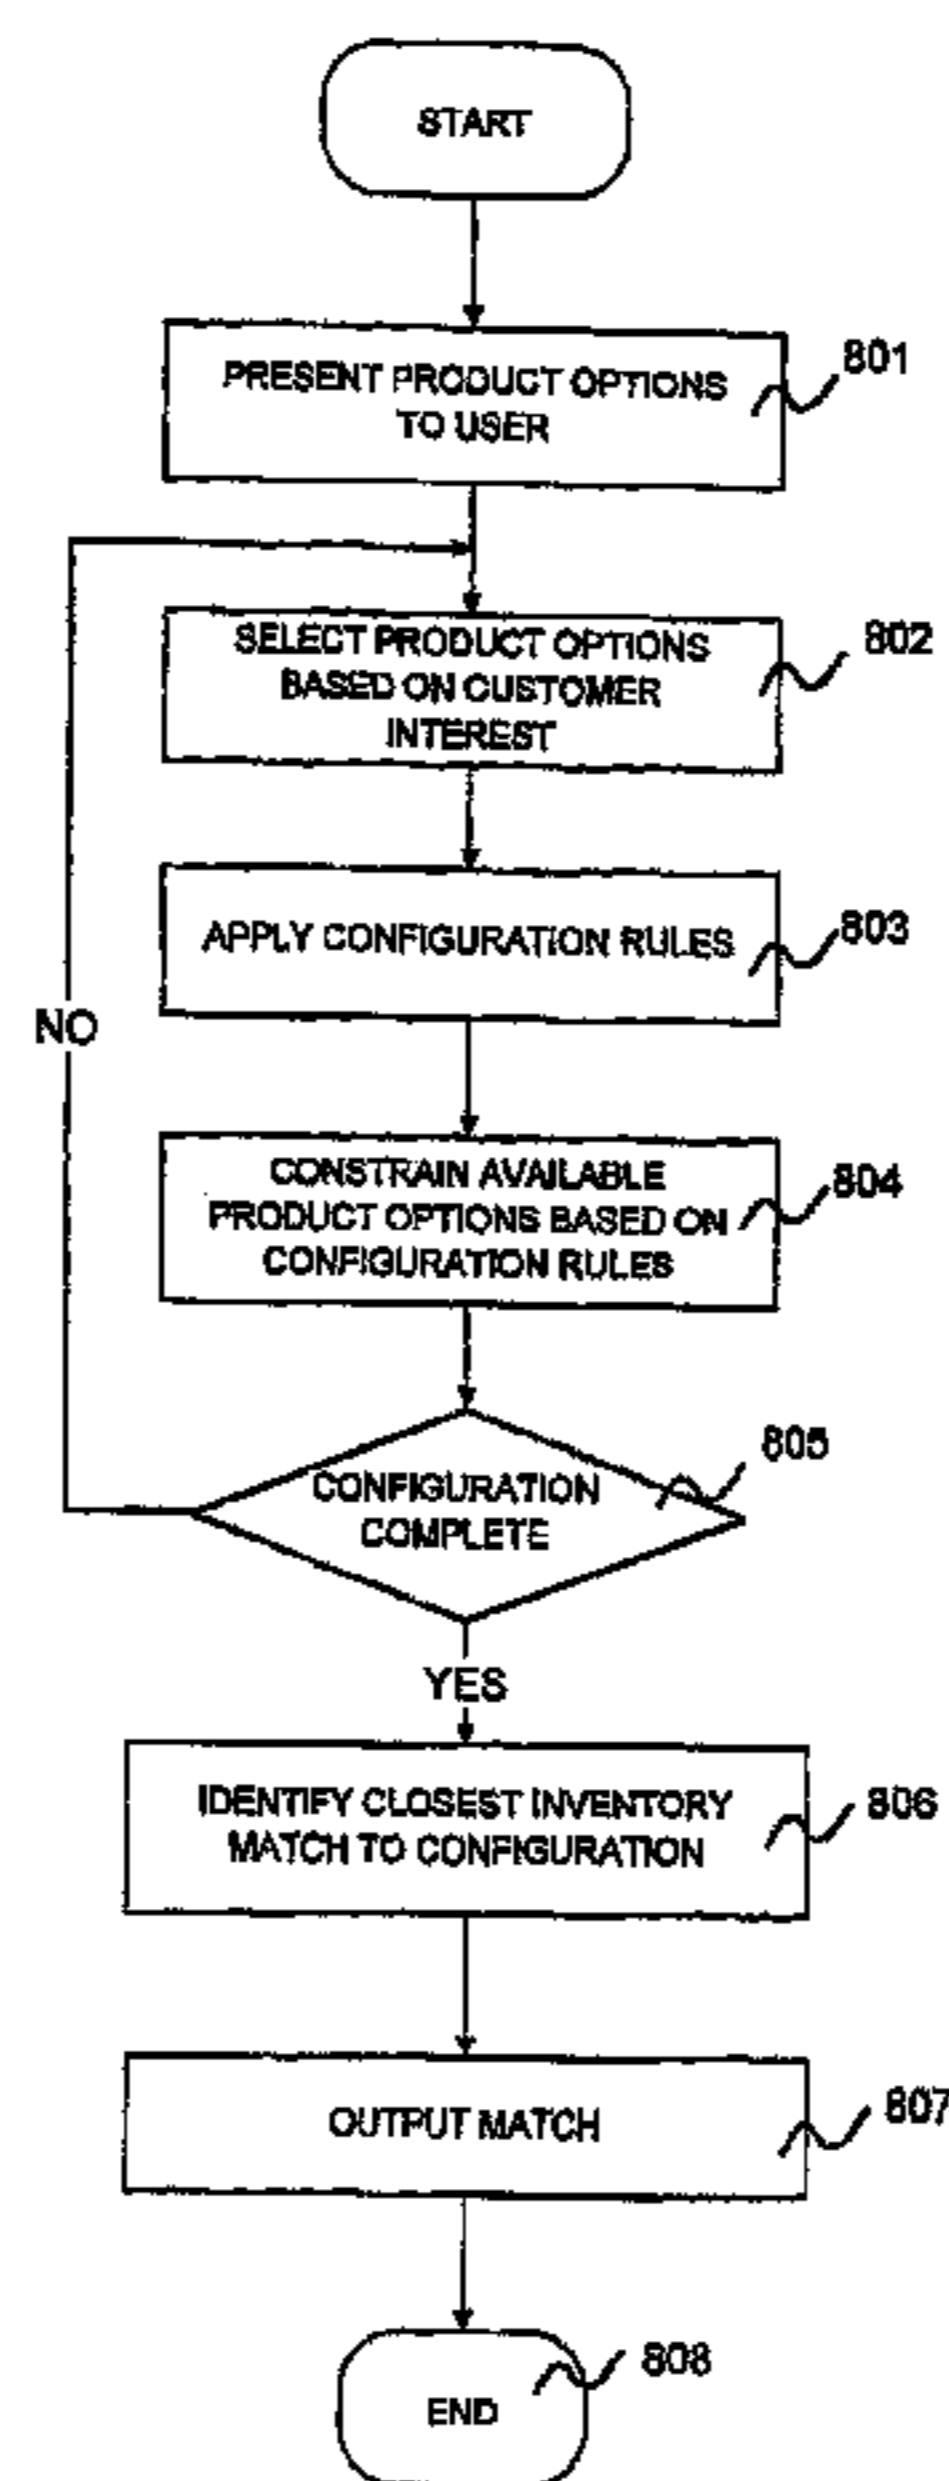 START
PRESENT PRODUCT OPTIONS
TO USER
801
SELECT PRODUCT OPTIONS
BASED ON CUSTOMER
INTEREST
802
APPLY CONFIGURATION RULES
803
NO
CONSTRAIN AVAILABLE
PRODUCT OPTIONS BASED ON
CONFIGURATION RULES
804
CONFIGURATION
COMPLETE
805
YES
IDENTIFY CLOSEST INVENTORY
MATCH TO CONFIGURATION
806
OUTPUT MATCH
807
END
808